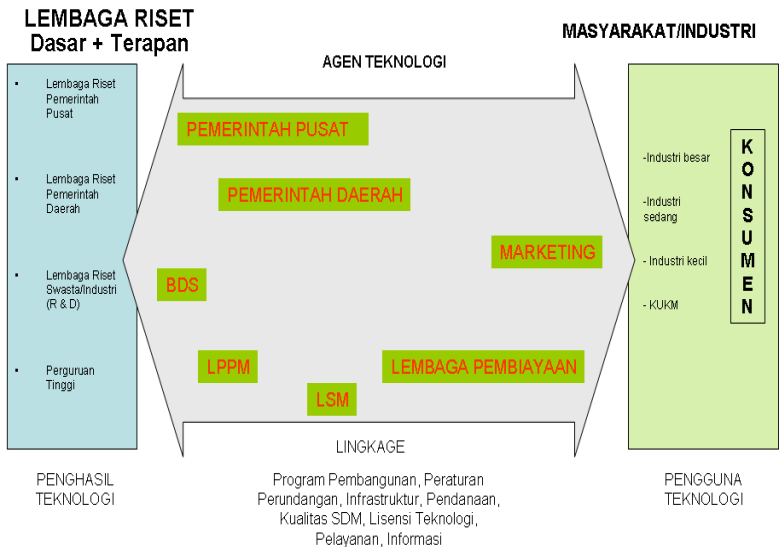 LEMBAGA RISET
Dasar + Terapan
AGEN TEKNOLOGI
MASYARAKAT/INDUSTRI
▪ Lembaga Riset
Pemerintah
Pusat
▪ Lembaga Riset
Pemerintah
Daerah
▪ Lembaga Riset
Swasta/Industri
(R & D)
▪ Perguruan
Tinggi
PEMERINTAH PUSAT
PEMERINTAH DAERAH
MARKETING
BDS
LPPM
LEMBAGA PEMBIAYAAN
LSM
-Industri besar
-Industri
sedang
- Industri kecil
- KUKM
K
O
N
S
U
M
E
N
PENGHASIL
TEKNOLOGI
LINGKAGE
Program Pembangunan, Peraturan
Perundangan, Infrastruktur, Pendanaan,
Kualitas SDM, Lisensi Teknologi,
Pelayanan, Informasi
PENGGUNA
TEKNOLOGI